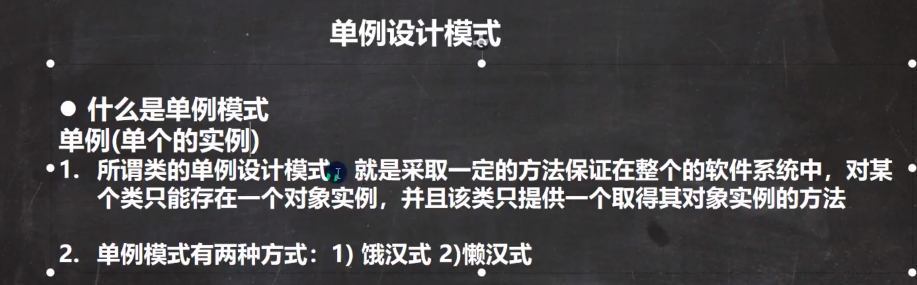 单例设计模式
● 什么是单例模式
单例(单个的实例)
1. 所谓类的单例设计模式，就是采取一定的方法保证在整个的软件系统中，对某
个类只能存在一个对象实例，并且该类只提供一个取得其对象实例的方法
2. 单例模式有两种方式：1) 饿汉式 2)懒汉式